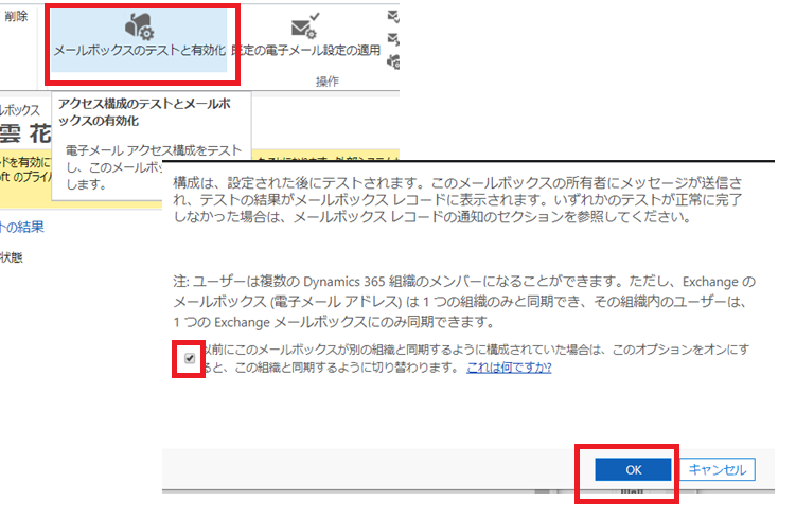 削除
メールボックスのテストと有効化
定の電子メール設定の適用
操作
アクセス構成のテストとメールボ
ックスの有効化
電子メール アクセス構成をテスト
し、このメールボッ
します。
ルボックス
雲 花
ドを有効に
oft のプライバ
トの結果
状態
構成は、設定された後にテストされます。このメールボックスの所有者にメッセージが送信さ
れ、テストの結果がメールボックス レコードに表示されます。いずれかのテストが正常に完了
しなかった場合は、メールボックス レコードの通知のセクションを参照してください。
注: ユーザーは複数の Dynamics 365 組織のメンバーになることができます。ただし、Exchange の
メールボックス (電子メール アドレス) は 1 つの組織のみと同期でき、その組織内のユーザーは、
1 つの Exchange メールボックスにのみ同期できます。
以前にこのメールボックスが別の組織と同期するように構成されていた場合は、このオプションをオンにす
ると、この組織と同期するように切り替わります。 これは何ですか?
OK キャンセル